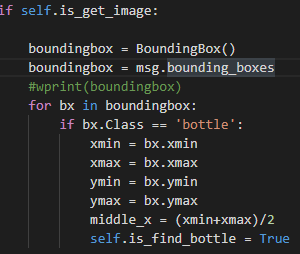 if self.is_get_image:
boundingbox = BoundingBox()
boundingbox = msg.bounding_boxes
#wprint(boundingbox)
for bx in boundingbox:
if bx.Class == 'bottle':
xmin = bx.xmin
xmax = bx.xmax
ymin = bx.ymin
ymax = bx.ymax
middle_x = (xmin+xmax)/2
self.is_find_bottle = True